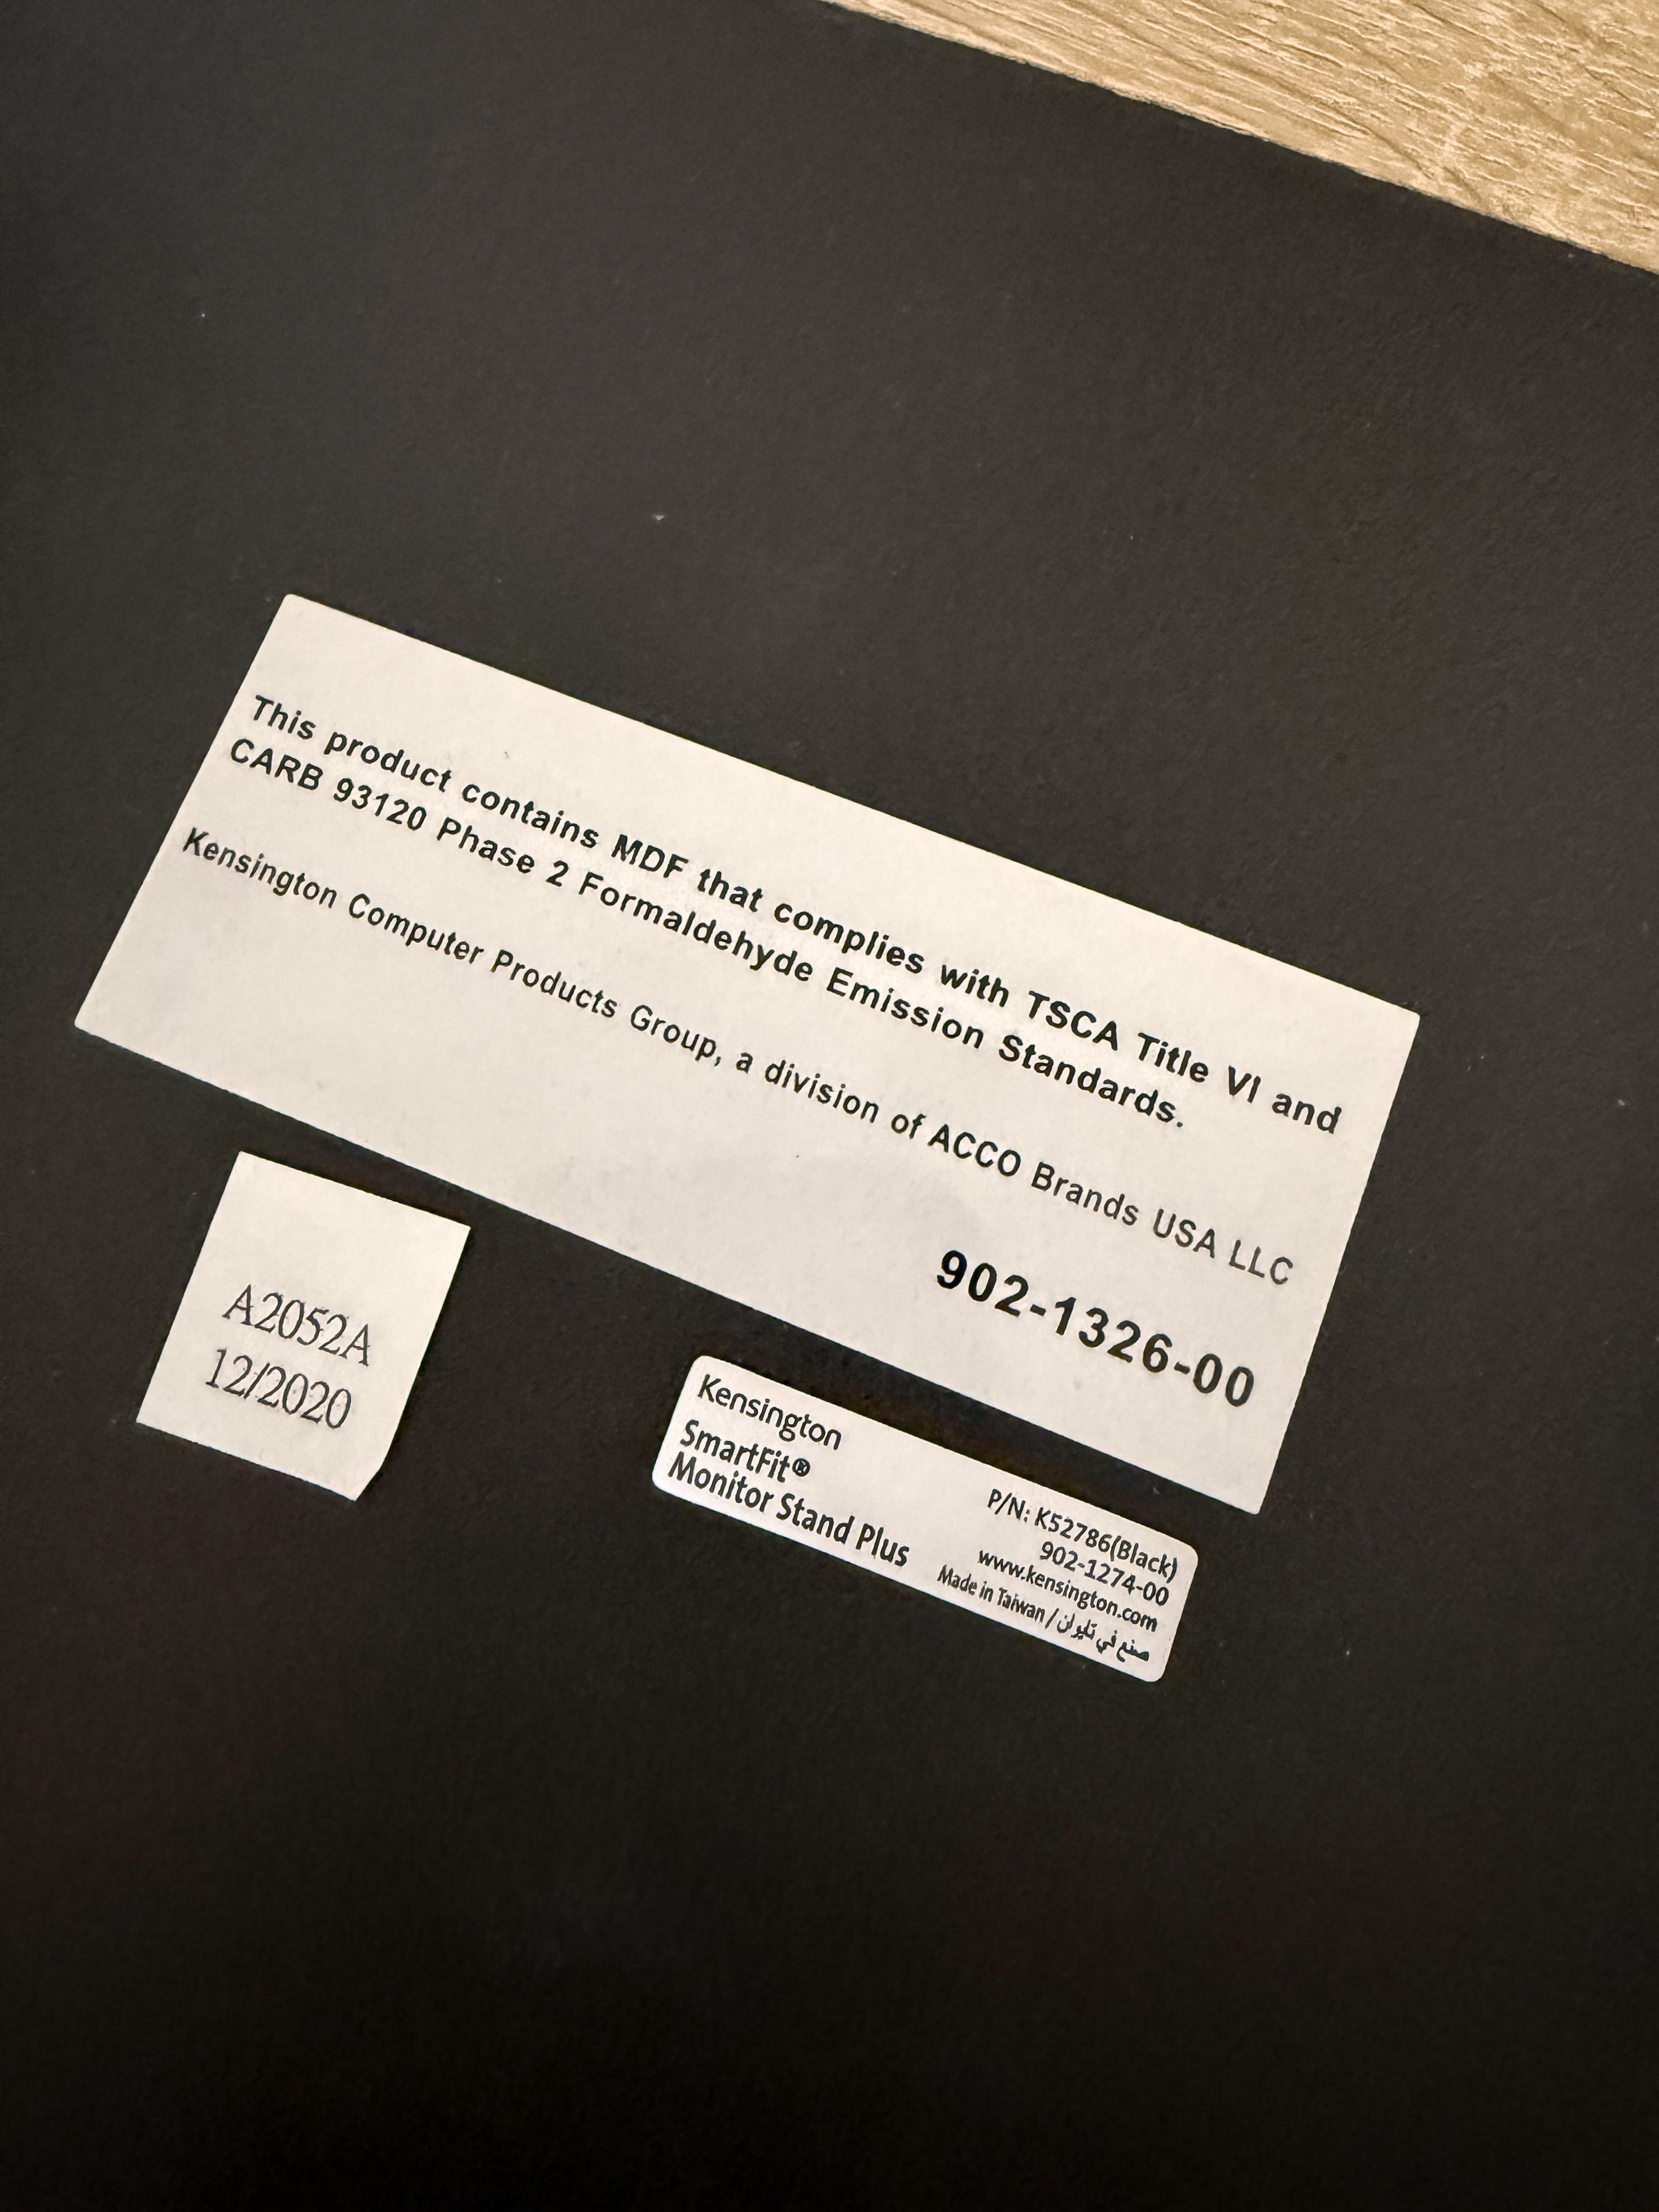 This product contains MDF that complies with TSCA Title VI and
CARB 93120 Phase 2 Formaldehyde Emission Standards.
Kensington Computer Products Group, a division of ACCO Brands USA LLC
902-1326-00
A2052A
12/2020
Kensington
SmartFit®
Monitor Stand Plus
P/N: K52786(Black)
902-1274-00
www.kensington.com
Made in Taiwan / صنع في تايوان